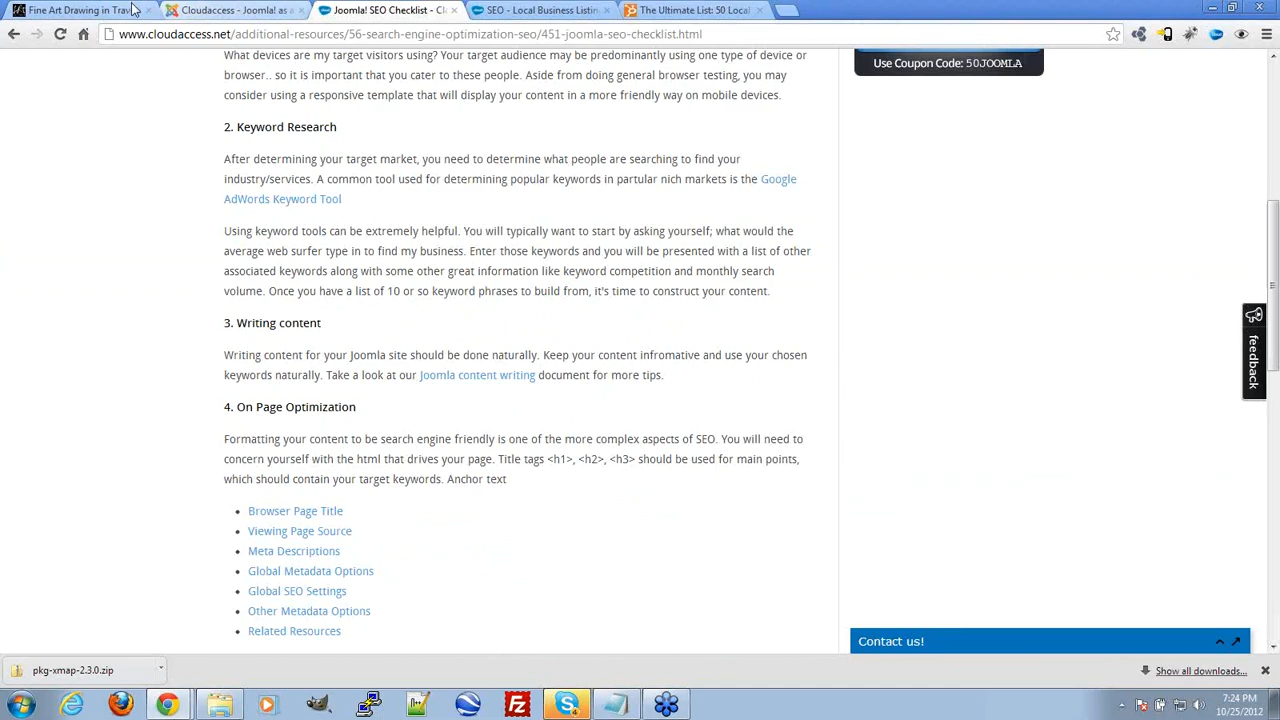 Fine Art Drawing in Trav
Cloudaccess - Joomla! as a
Joomla! SEO Checklist - Cl
SEO - Local Business Listin
The Ultimate List: 50 Local
www.cloudaccess.net/additional-resources/56-search-engine-optimization-seo/451-joomla-seo-checklist.html
What devices are my target visitors using? Your target audience may be predominantly using one type of device or
browser.. so it is important that you cater to these people. Aside from doing general browser testing, you may
consider using a responsive template that will display your content in a more friendly way on mobile devices.
Use Coupon Code: 50JOOMLA
2. Keyword Research
After determining your target market, you need to determine what people are searching to find your
industry/services. A common tool used for determining popular keywords in partular nich markets is the Google
AdWords Keyword Tool
Using keyword tools can be extremely helpful. You will typically want to start by asking yourself; what would the
average web surfer type in to find my business. Enter those keywords and you will be presented with a list of other
associated keywords along with some other great information like keyword competition and monthly search
volume. Once you have a list of 10 or so keyword phrases to build from, it's time to construct your content.
3. Writing content
Writing content for your Joomla site should be done naturally. Keep your content infromative and use your chosen
keywords naturally. Take a look at our Joomla content writing document for more tips.
feedback
4. On Page Optimization
Formatting your content to be search engine friendly is one of the more complex aspects of SEO. You will need to
concern yourself with the html that drives your page. Title tags <h1>, <h2>, <h3> should be used for main points,
which should contain your target keywords. Anchor text
Browser Page Title
Viewing Page Source
Meta Descriptions
Global Metadata Options
Global SEO Settings
Other Metadata Options
Related Resources
Contact us!
pkg-xmap-2.3.0.zip
Show all downloads...
7:24 PM
10/25/2012